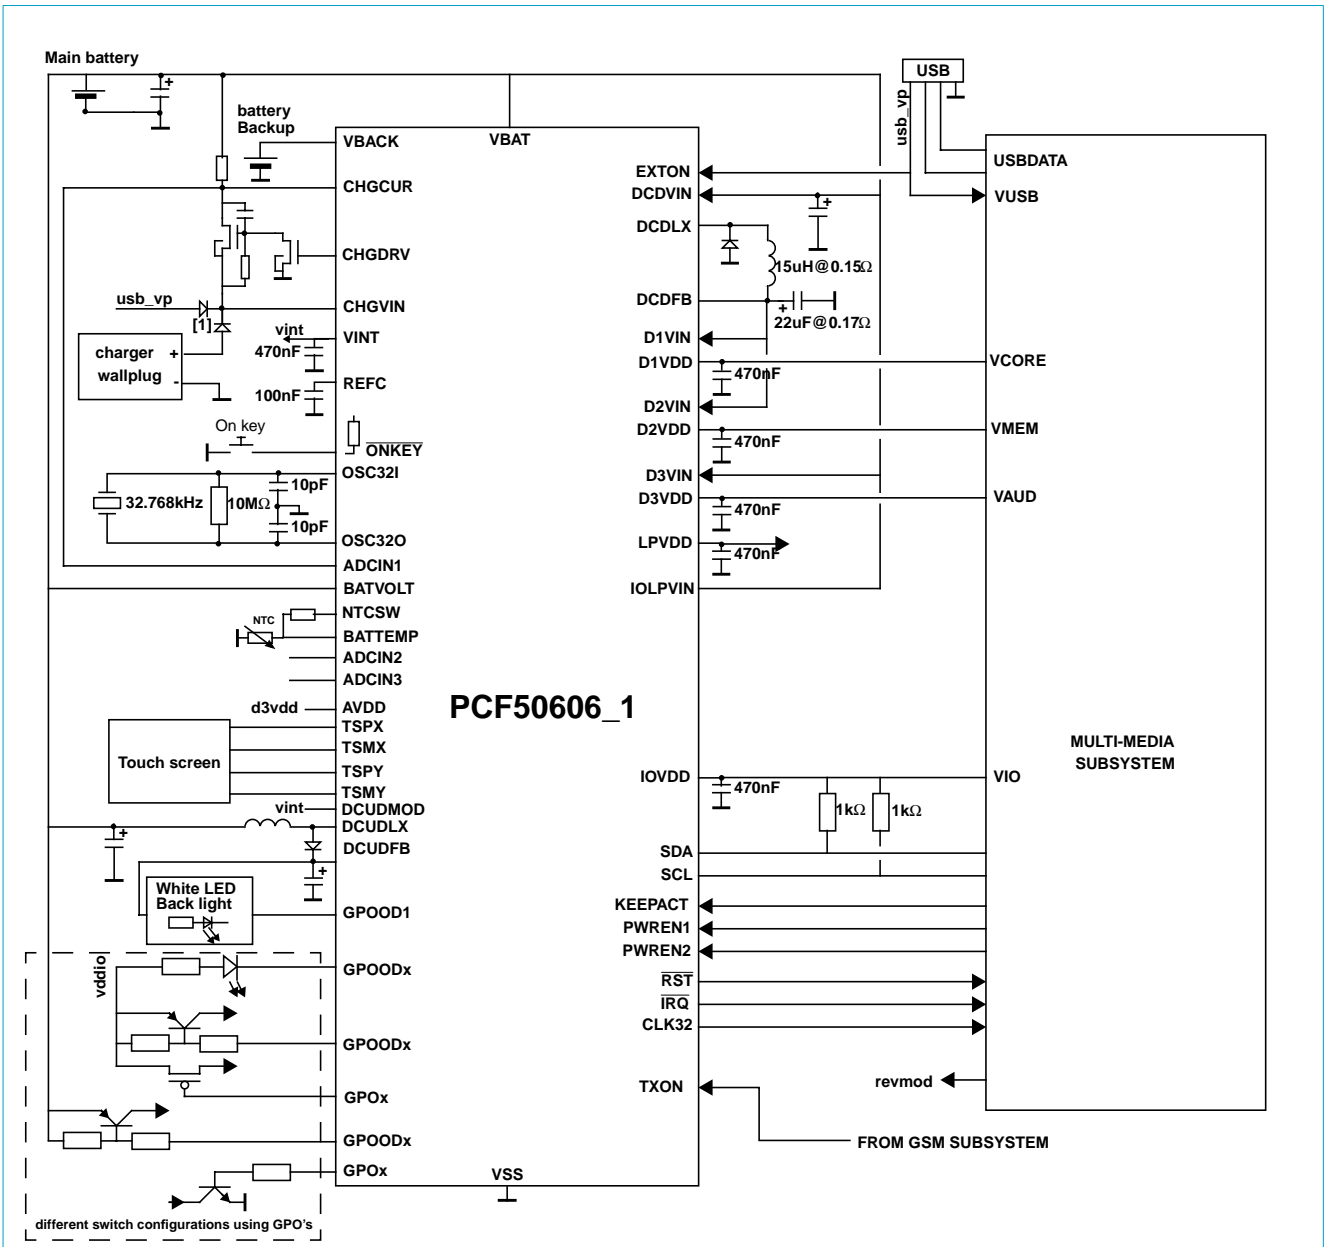 Main battery
+
battery
Backup
VBACK
VBAT
USB
usb_vp
USBDATA
EXTON
CHGCUR
DCDVIN
VUSB
+
DCDLX
CHGDRV
15uH@0.15Ω
usb_vp
CHGVIN
DCDFB
[1]
+
22uF@0.17Ω
vint
VINT
D1VIN
charger
wallplug
+
-
470nF
D1VDD
VCORE
470nF
REFC
100nF
D2VIN
On key
D2VDD
VMEM
ONKEY
470nF
OSC32I
D3VIN
10pF
32.768kHz
10MΩ
D3VDD
VAUD
470nF
10pF
OSC32O
LPVDD
470nF
ADCIN1
BATVOLT
IOLPVIN
NTCSW
NTC
BATTEMP
ADCIN2
ADCIN3
PCF50606_1
d3vdd
AVDD
TSPX
TSMX
Touch screen
TSPY
TSMY
MULTI-MEDIA
SUBSYSTEM
IOVDD
VIO
470nF
vint
DCUDMOD
1kΩ
1kΩ
DCUDLX
+
DCUDFB
SDA
+
SCL
White LED
Back light
KEEPACT
GPOOD1
PWREN1
PWREN2
vddio
GPOODx
RST
IRQ
CLK32
GPOODx
TXON
revmod
GPOx
GPOODx
FROM GSM SUBSYSTEM
GPOx
VSS
different switch configurations using GPO's